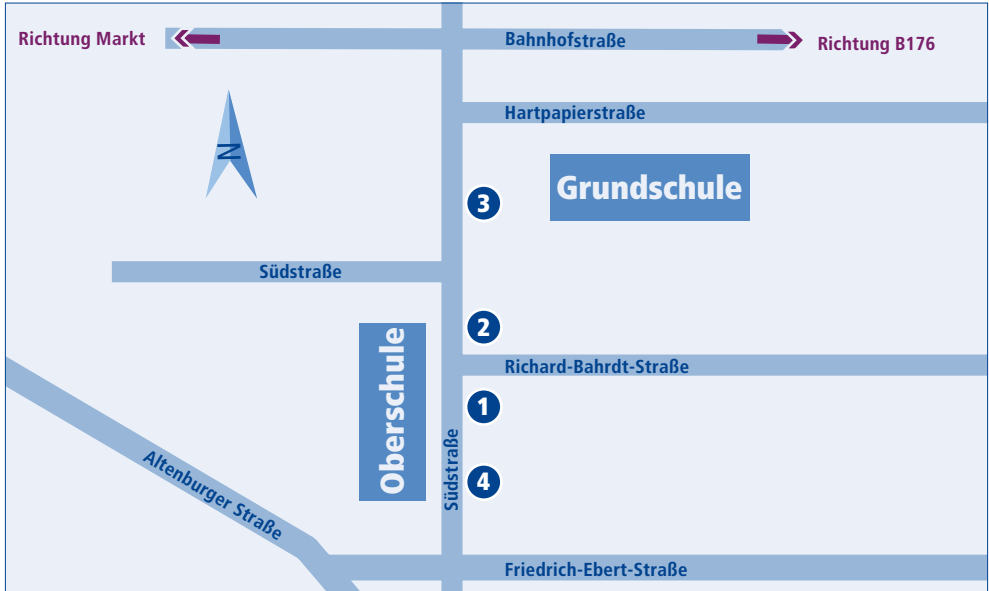 Richtung Markt
Bahnhofstraße
Richtung B176
Hartpapierstraße
N
Grundschule
3
Südstraße
2
Oberschule
Richard-Bahrdt-Straße
1
Südstraße
4
Altenburger Straße
Friedrich-Ebert-Straße